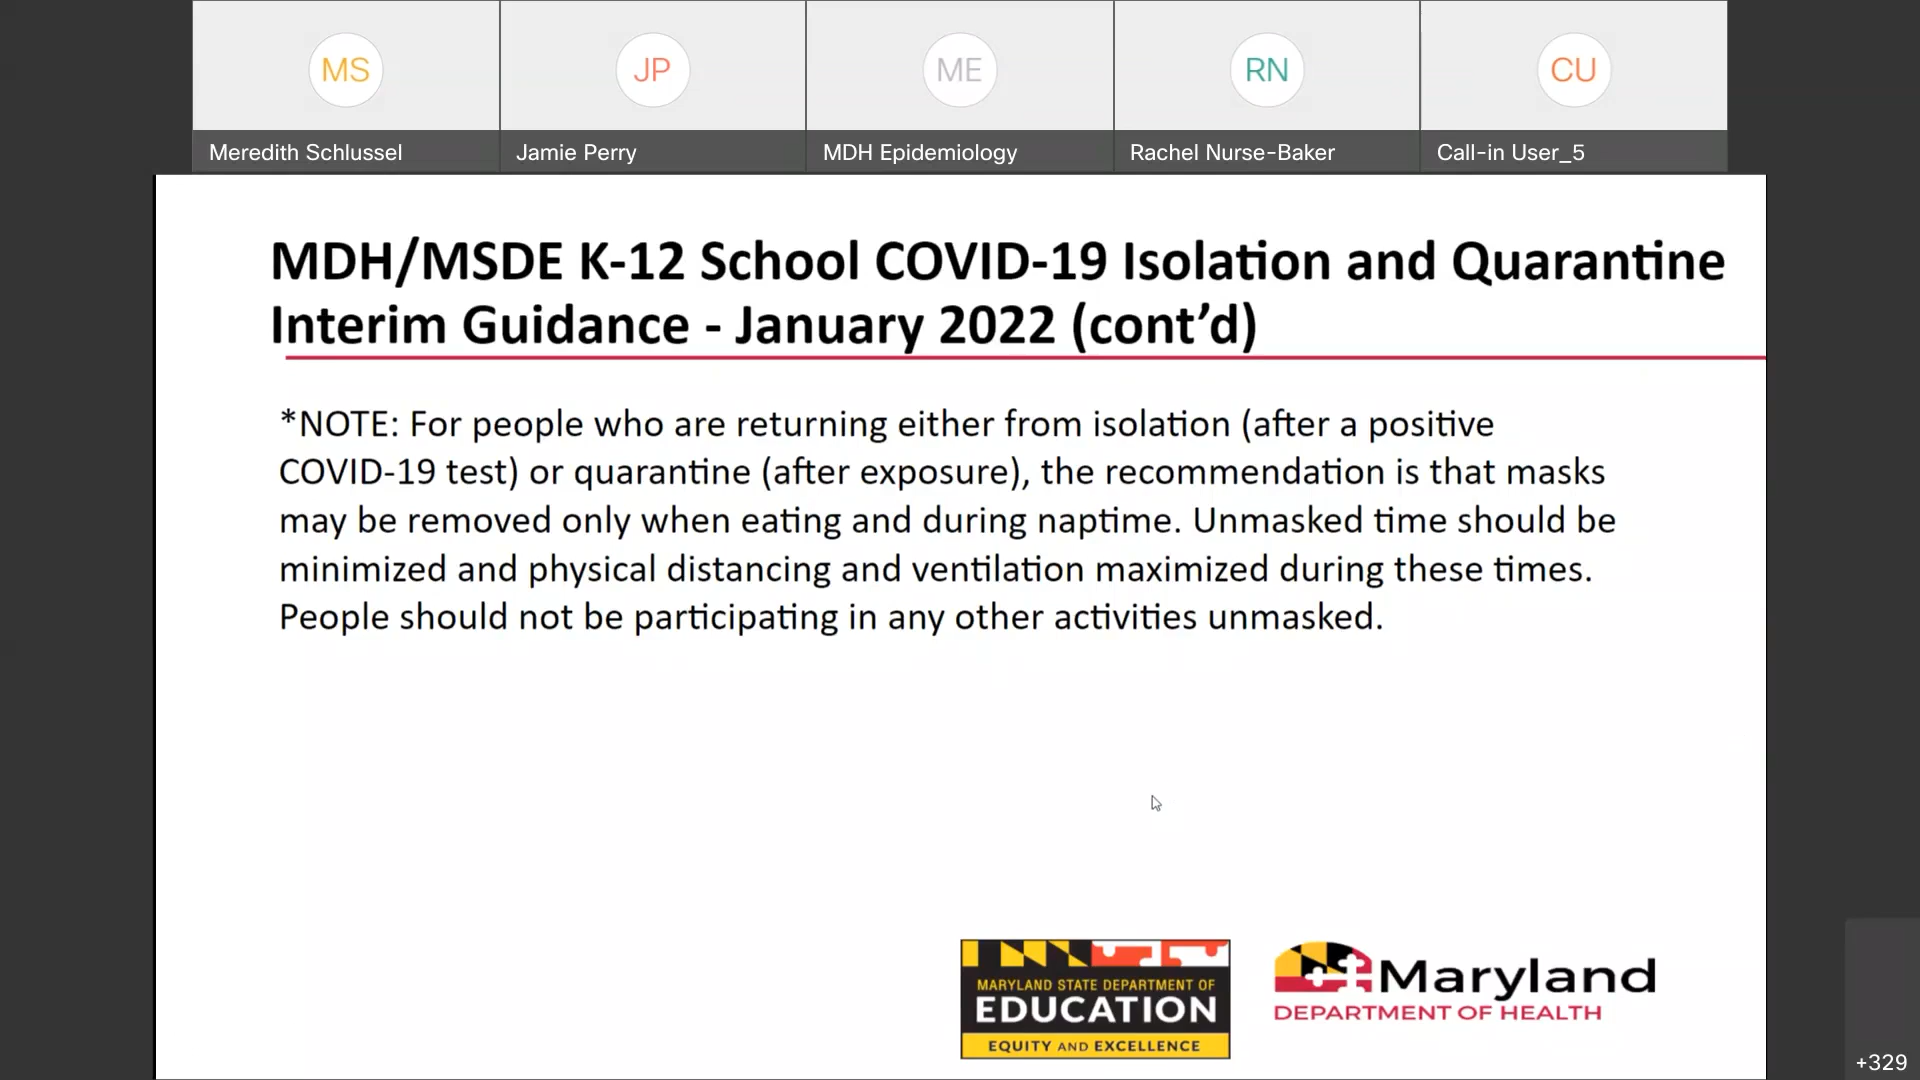 MS
JP
ME
RN
CU
Meredith Schlussel
Jamie Perry
MDH Epidemiology
Rachel Nurse-Baker
Call-in User_5
MDH/MSDE K-12 School COVID-19 Isolation and Quarantine
Interim Guidance - January 2022 (cont’d)
*NOTE: For people who are returning either from isolation (after a positive
COVID-19 test) or quarantine (after exposure), the recommendation is that masks
may be removed only when eating and during naptime. Unmasked time should be
minimized and physical distancing and ventilation maximized during these times.
People should not be participating in any other activities unmasked.
MARYLAND STATE DEPARTMENT OF
EDUCATION
EQUITY AND EXCELLENCE
Maryland
DEPARTMENT OF HEALTH
+329